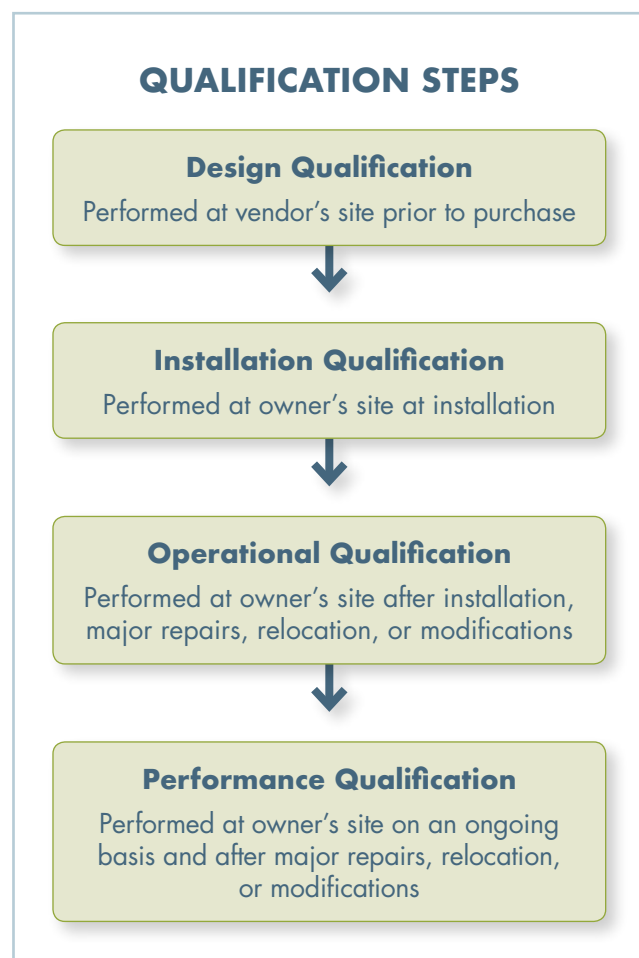 QUALIFICATION STEPS
Design Qualification
Performed at vendor’s site prior to purchase
Installation Qualification
Performed at owner’s site at installation
Operational Qualification
Performed at owner’s site after installation,
major repairs, relocation, or modifications
Performance Qualification
Performed at owner’s site on an ongoing
basis and after major repairs, relocation,
or modifications